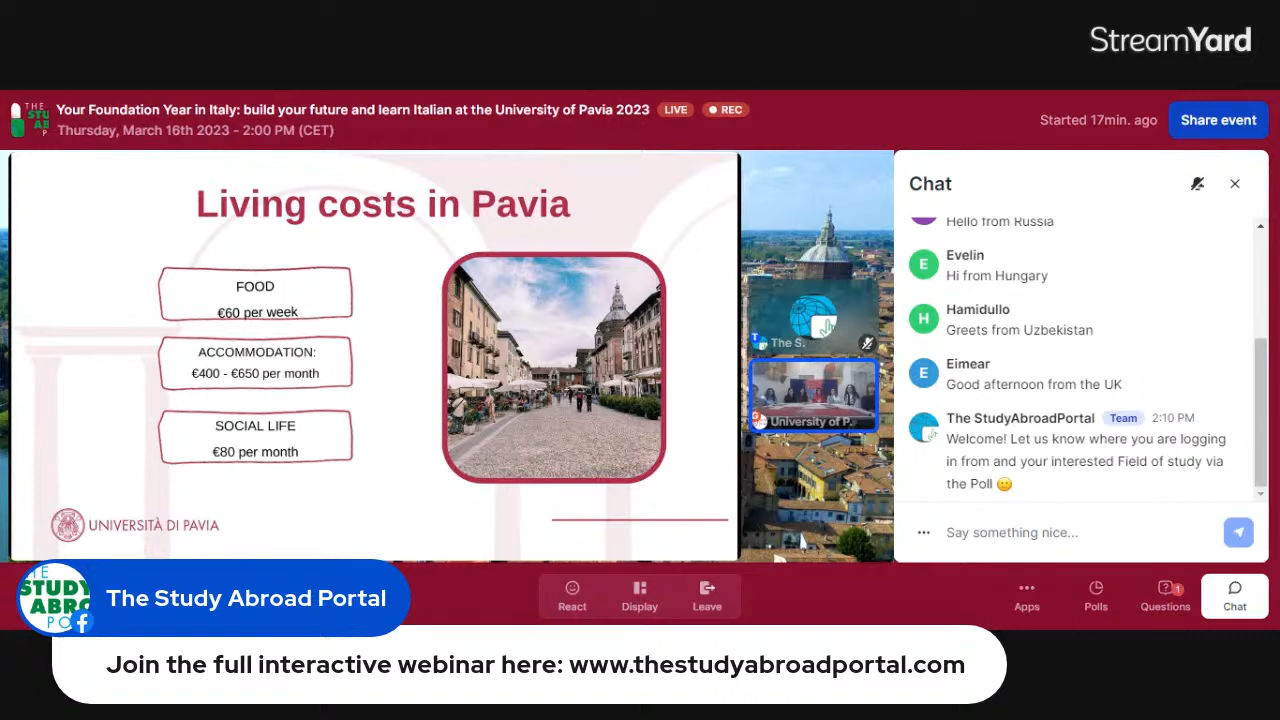 StreamYard
THE
STU
AB
P
Your Foundation Year in Italy: build your future and learn Italian at the University of Pavia 2023 LIVE REC
Thursday, March 16th 2023 - 2:00 PM (CET)
Started 17min. ago
Share event
Living costs in Pavia
FOOD
€60 per week
ACCOMMODATION:
€400 - €650 per month
SOCIAL LIFE
€80 per month
UNIVERSITÀ DI PAVIA
T
The S.
University of P.
Chat
Hello from Russia
E
Evelin
Hi from Hungary
H
Hamidullo
Greets from Uzbekistan
E
Eimear
Good afternoon from the UK
The StudyAbroadPortal Team 2:10 PM
Welcome! Let us know where you are logging
in from and your interested Field of study via
the Poll
Say something nice...
React
Display
Leave
Apps
Polls
1
Questions
Chat
STUDY
ABRO
PO
The Study Abroad Portal
Join the full interactive webinar here: www.thestudyabroadportal.com